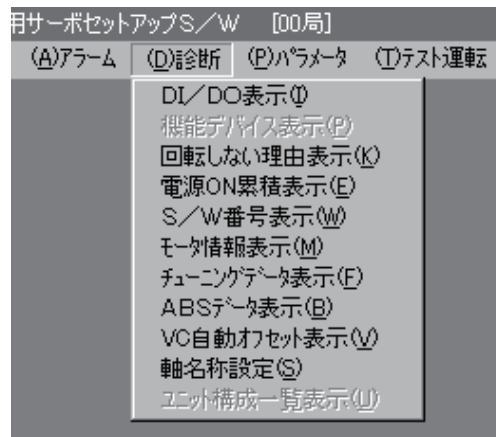 用サーボセットアップS／W　[00局]
(A)アラーム　(D)診断　(P)ﾊﾟﾗﾒｰﾀ　(T)テスト運転
DI／DO表示(I)
機能デバイス表示(P)
回転しない理由表示(K)
電源ON累積表示(E)
S／W番号表示(W)
ﾓｰﾀ情報表示(M)
ﾁｭｰﾆﾝｸﾞﾃﾞｰﾀ表示(F)
ABSﾃﾞｰﾀ表示(B)
VC自動ｵﾌｾｯﾄ表示(V)
軸名称設定(S)
ﾕﾆｯﾄ構成一覧表示(U)